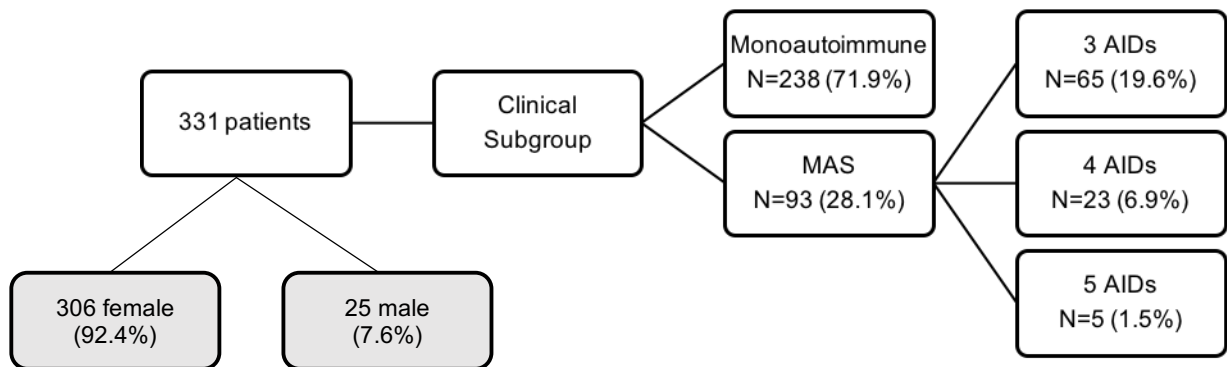 331 patients
306 female
(92.4%)
25 male
(7.6%)
Clinical
Subgroup
Monoautoimmune
N=238 (71.9%)
MAS
N=93 (28.1%)
3 AIDs
N=65 (19.6%)
4 AIDs
N=23 (6.9%)
5 AIDs
N=5 (1.5%)